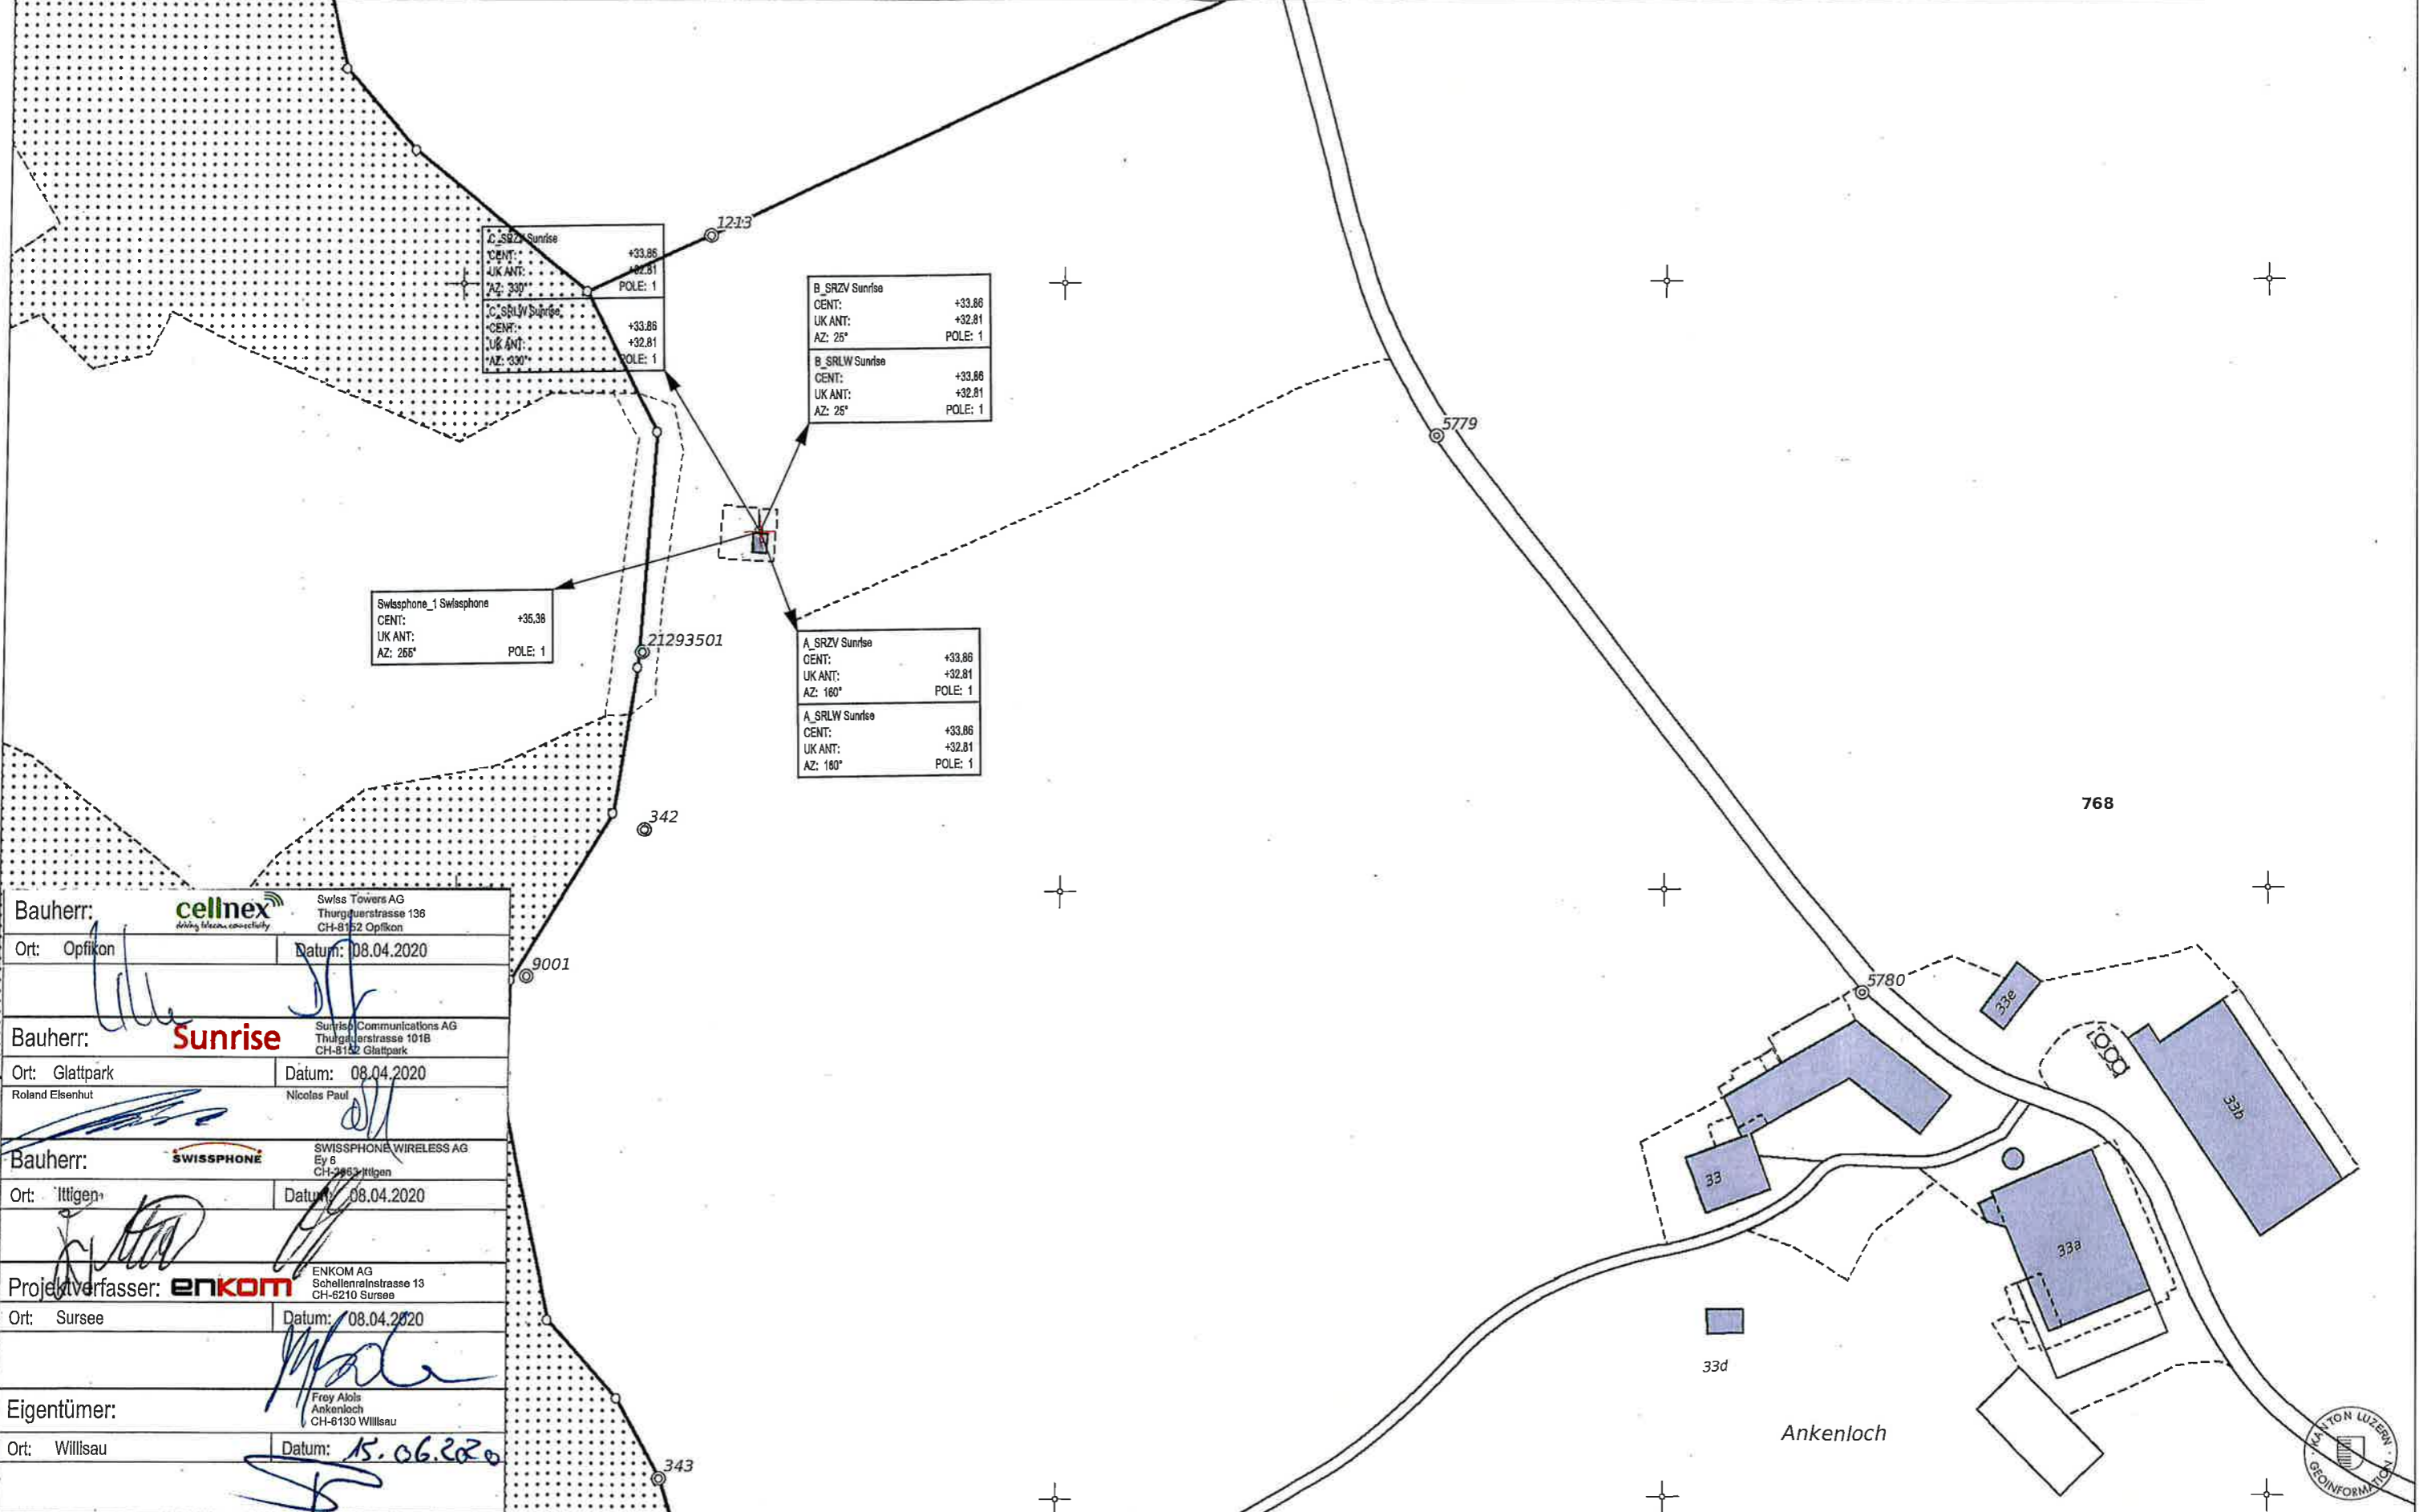 1213
C_SRZV Sunrise
CENT: +33.86
UK ANT: +32.81
AZ: 330° POLE: 1
C_SRLW Sunrise
CENT: +33.86
UK ANT: +32.81
AZ: 330° POLE: 1
B_SRZV Sunrise
CENT: +33.86
UK ANT: +32.81
AZ: 25° POLE: 1
B_SRLW Sunrise
CENT: +33.86
UK ANT: +32.81
AZ: 25° POLE: 1
5779
Swissphone_1 Swissphone
CENT: +35.38
UK ANT:
AZ: 255° POLE: 1
21293501
A_SRZV Sunrise
CENT: +33.86
UK ANT: +32.81
AZ: 160° POLE: 1
A_SRLW Sunrise
CENT: +33.86
UK ANT: +32.81
AZ: 160° POLE: 1
342
768
9001
5780
33e
33b
33
33a
33d
Ankenloch
343
Bauherr: cellnex
driving telecom connectivity
Swiss Towers AG
Thurgauerstrasse 136
CH-8152 Opfikon
Ort: Opfikon Datum: 08.04.2020
Bauherr: Sunrise
Sunrise Communications AG
Thurgauerstrasse 101B
CH-8152 Glattpark
Ort: Glattpark Datum: 08.04.2020
Roland Eisenhut Nicolas Paul
Bauherr: SWISSPHONE
SWISSPHONE WIRELESS AG
Ey 6
CH-3063 Ittigen
Ort: Ittigen Datum: 08.04.2020
Projektverfasser: enkom
ENKOM AG
Schellenrainstrasse 13
CH-6210 Sursee
Ort: Sursee Datum: 08.04.2020
Eigentümer:
Frey Alois
Ankenloch
CH-6130 Willisau
Ort: Willisau Datum: 15.06.2020
KANTON LUZERN
GEOINFORMATION